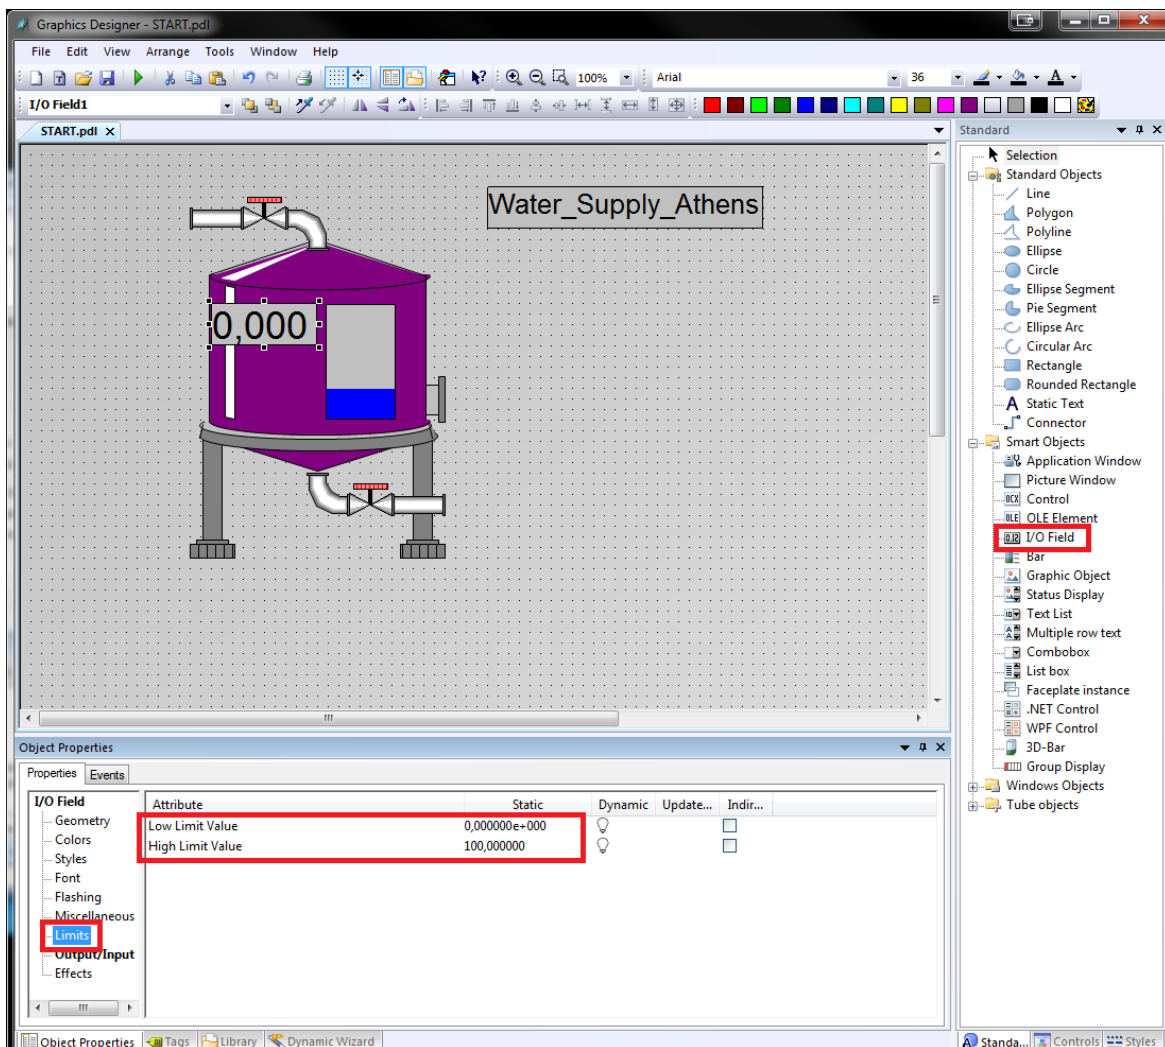 Graphics Designer - START.pdl
File Edit View Arrange Tools Window Help
100% Arial 36
I/O Field1
START.pdl
Water_Supply_Athens
0,000
Standard
Selection
Standard Objects
Line
Polygon
Polyline
Ellipse
Circle
Ellipse Segment
Pie Segment
Ellipse Arc
Circular Arc
Rectangle
Rounded Rectangle
Static Text
Connector
Smart Objects
Application Window
Picture Window
Control
OLE Element
I/O Field
Bar
Graphic Object
Status Display
Text List
Multiple row text
Combobox
List box
Faceplate instance
.NET Control
WPF Control
3D-Bar
Group Display
Windows Objects
Tube objects
Object Properties
Properties Events
I/O Field
Geometry
Colors
Styles
Font
Flashing
Miscellaneous
Limits
Output/Input
Effects
Attribute Static Dynamic Update... Indir...
Low Limit Value 0,000000e+000
High Limit Value 100,000000
Object Properties Tags Library Dynamic Wizard
Standa... Controls Styles